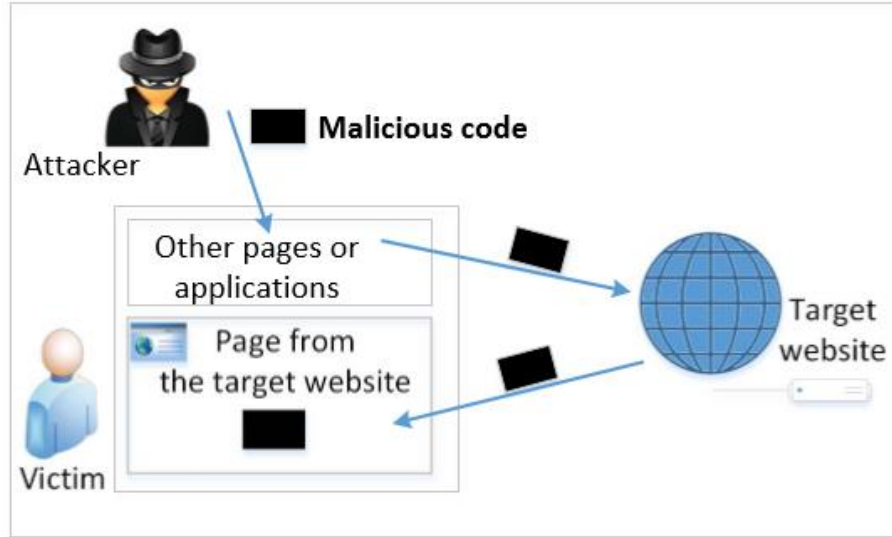 Malicious code
Attacker
Other pages or
applications
Page from
the target website
Target
website
Victim